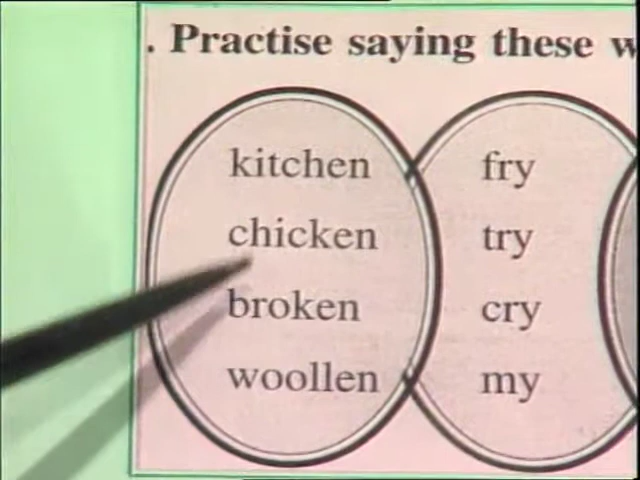 . Practise saying these
kitchen
chicken
broken
woollen
fry
try
cry
my